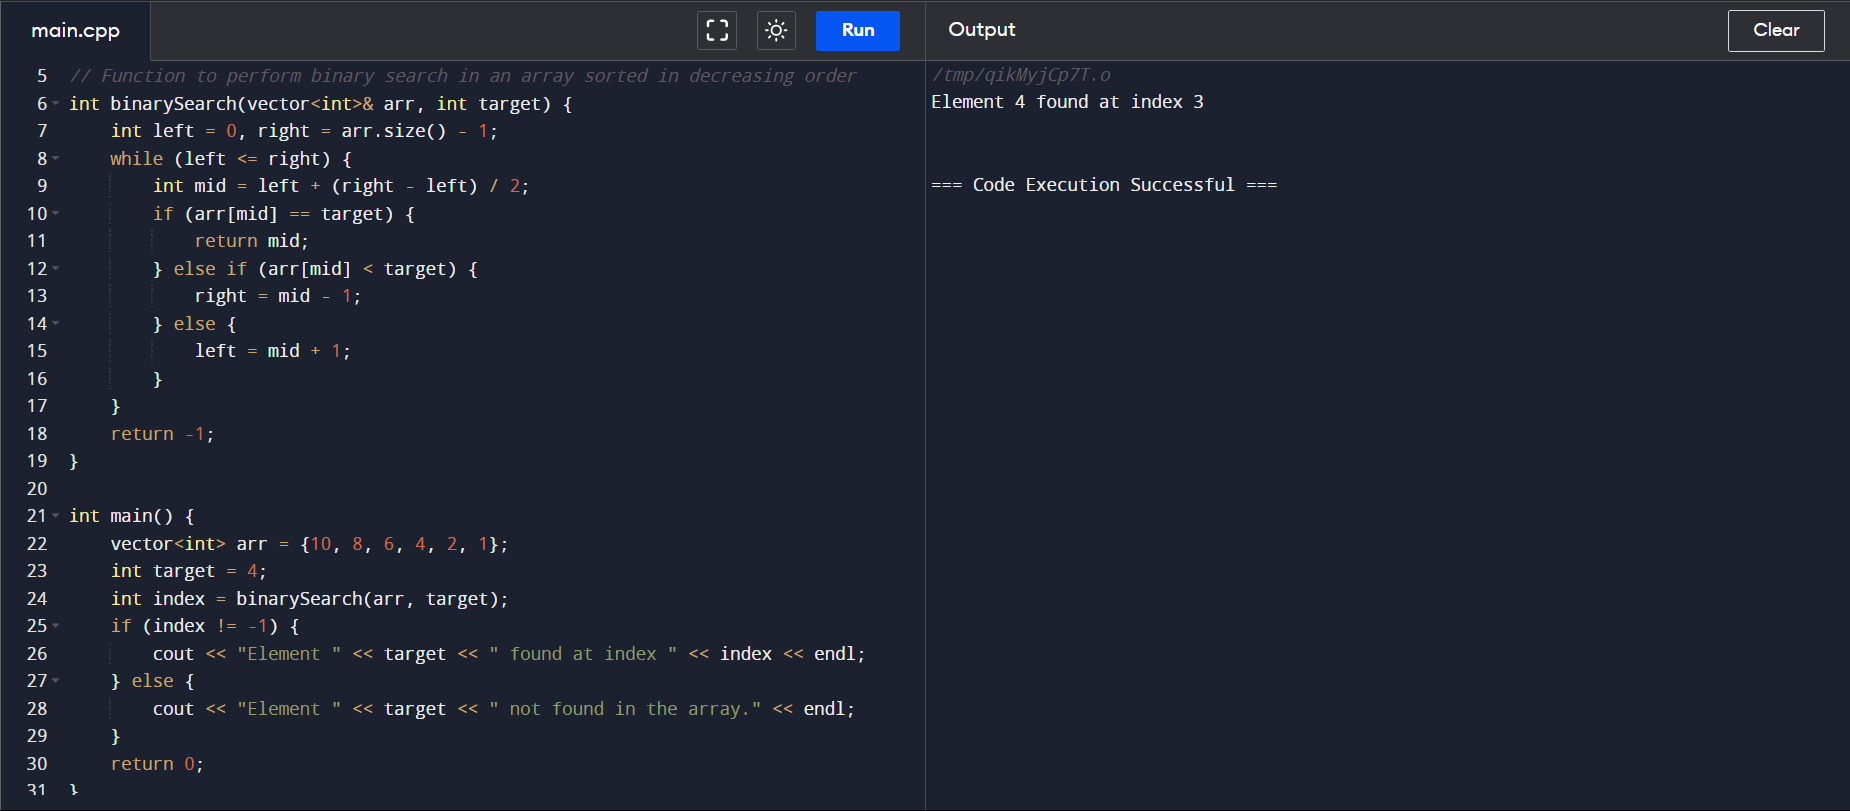 main.cpp
Run
Output
Clear
5 // Function to perform binary search in an array sorted in decreasing order
6 int binarySearch(vector<int>& arr, int target) {
7     int left = 0, right = arr.size() - 1;
8     while (left <= right) {
9         int mid = left + (right - left) / 2;
10         if (arr[mid] == target) {
11             return mid;
12         } else if (arr[mid] < target) {
13             right = mid - 1;
14         } else {
15             left = mid + 1;
16         }
17     }
18     return -1;
19 }
20
21 int main() {
22     vector<int> arr = {10, 8, 6, 4, 2, 1};
23     int target = 4;
24     int index = binarySearch(arr, target);
25     if (index != -1) {
26         cout << "Element " << target << " found at index " << index << endl;
27     } else {
28         cout << "Element " << target << " not found in the array." << endl;
29     }
30     return 0;
31 }
/tmp/qikMyjCp7T.o
Element 4 found at index 3
=== Code Execution Successful ===